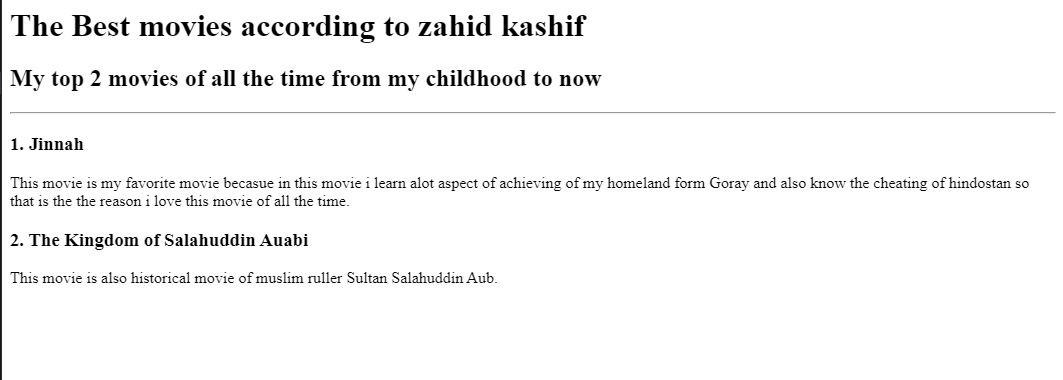 The Best movies according to zahid kashif
My top 2 movies of all the time from my childhood to now
1. Jinnah
This movie is my favorite movie becasue in this movie i learn alot aspect of achieving of my homeland form Goray and also know the cheating of hindostan so
that is the the reason i love this movie of all the time.
2. The Kingdom of Salahuddin Auabi
This movie is also historical movie of muslim ruller Sultan Salahuddin Aub.